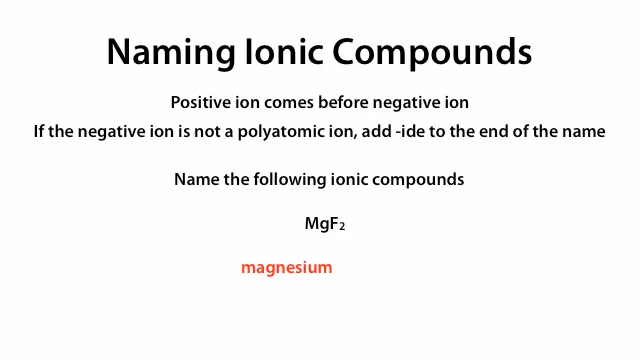 Naming Ionic Compounds
Positive ion comes before negative ion
If the negative ion is not a polyatomic ion, add -ide to the end of the name
Name the following ionic compounds
MgF₂
magnesium